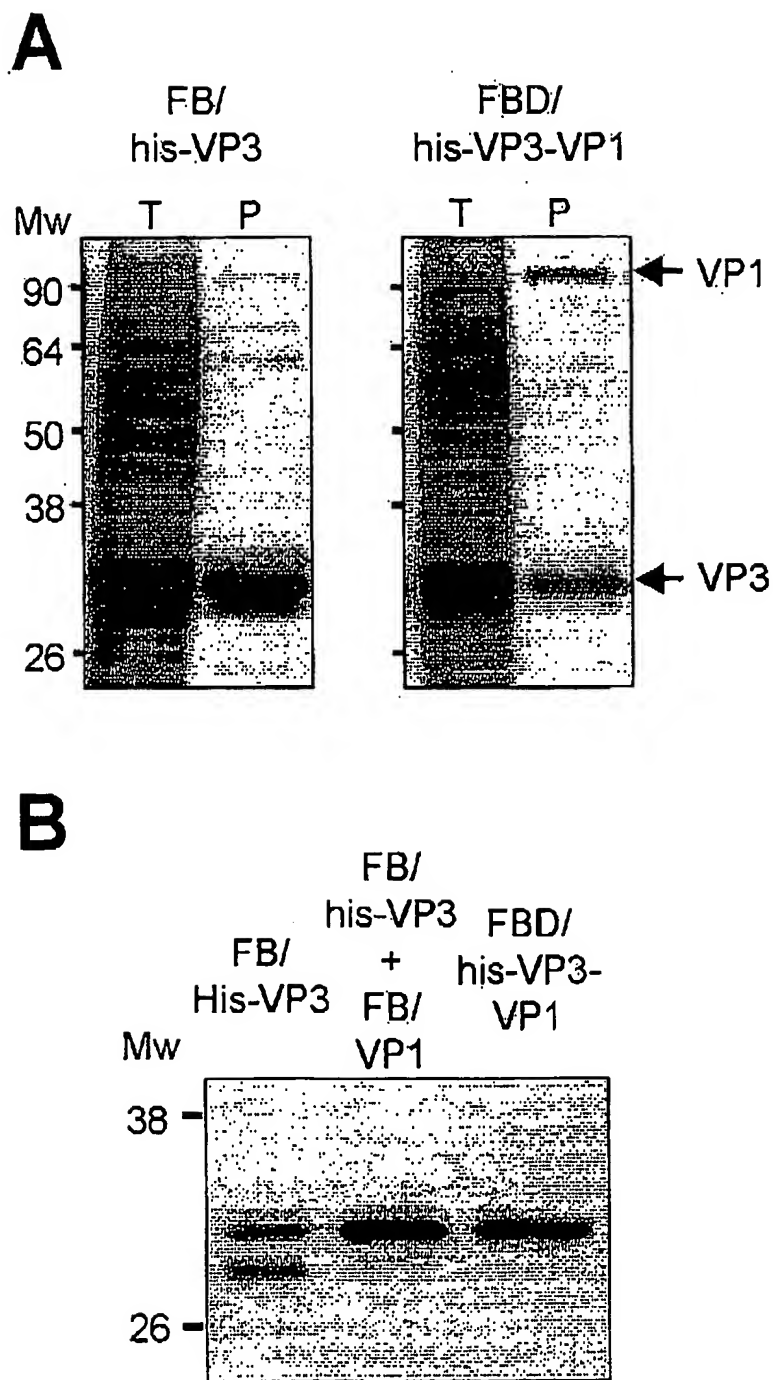 A
FB/
his-VP3
FBD/
his-VP3-VP1
Mw
T
P
T
P
90
64
50
38
26
VP1
VP3
B
FB/
His-VP3
FB/
his-VP3
+
FB/
VP1
FBD/
his-VP3-
VP1
Mw
38
26